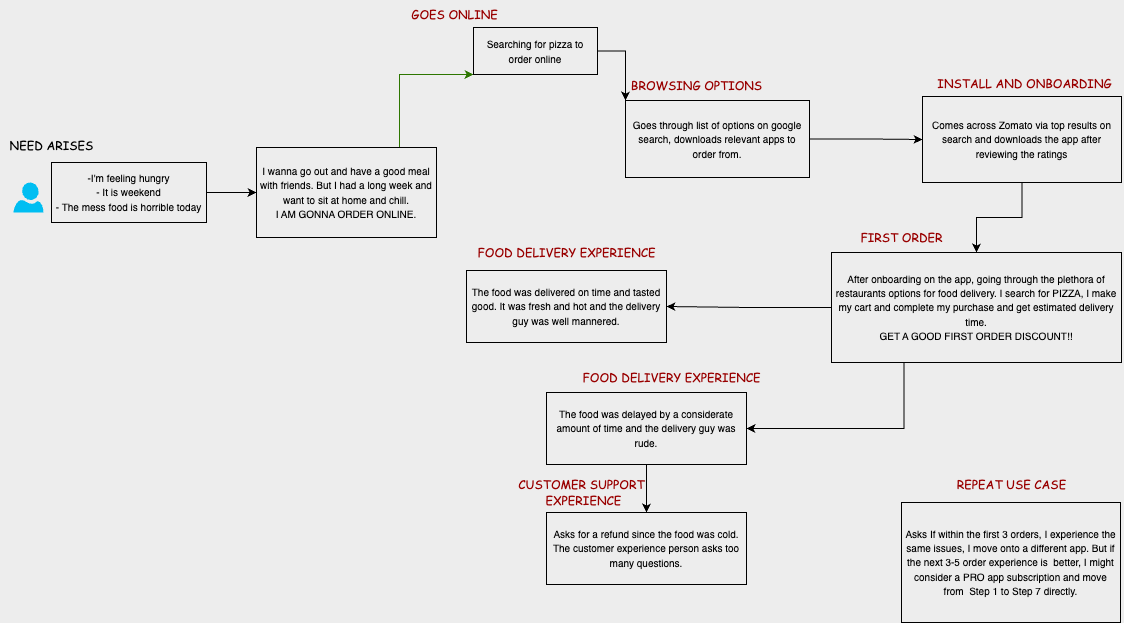 GOES ONLINE
Searching for pizza to
order online
BROWSING OPTIONS
Goes through list of options on google
search, downloads relevant apps to
order from.
INSTALL AND ONBOARDING
Comes across Zomato via top results on
search and downloads the app after
reviewing the ratings
NEED ARISES
-I'm feeling hungry
- It is weekend
- The mess food is horrible today
I wanna go out and have a good meal
with friends. But I had a long week and
want to sit at home and chill.
I AM GONNA ORDER ONLINE.
FIRST ORDER
After onboarding on the app, going through the plethora of
restaurants options for food delivery. I search for PIZZA, I make
my cart and complete my purchase and get estimated delivery
time.
GET A GOOD FIRST ORDER DISCOUNT!!
FOOD DELIVERY EXPERIENCE
The food was delivered on time and tasted
good. It was fresh and hot and the delivery
guy was well mannered.
FOOD DELIVERY EXPERIENCE
The food was delayed by a considerate
amount of time and the delivery guy was
rude.
CUSTOMER SUPPORT
EXPERIENCE
Asks for a refund since the food was cold.
The customer experience person asks too
many questions.
REPEAT USE CASE
Asks If within the first 3 orders, I experience the
same issues, I move onto a different app. But if
the next 3-5 order experience is better, I might
consider a PRO app subscription and move
from Step 1 to Step 7 directly.